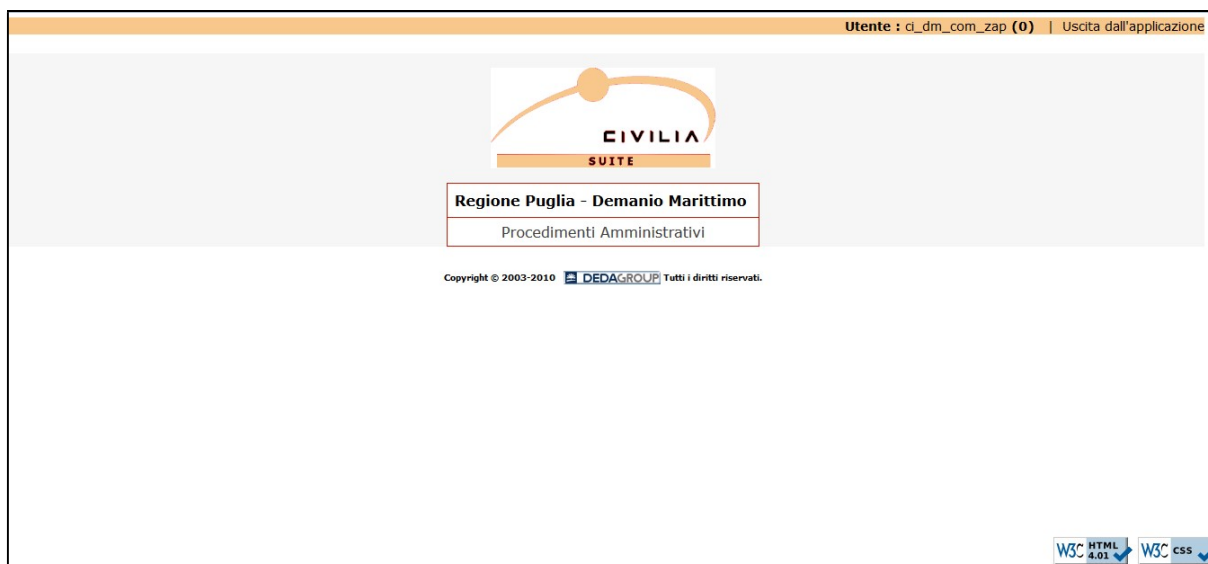 Utente : ci_dm_com_zap (0) | Uscita dall'applicazione
CIVILIA
SUITE
Regione Puglia - Demanio Marittimo
Procedimenti Amministrativi
Copyright © 2003-2010 DEDAGROUP Tutti i diritti riservati.
W3C HTML 4.01 W3C css